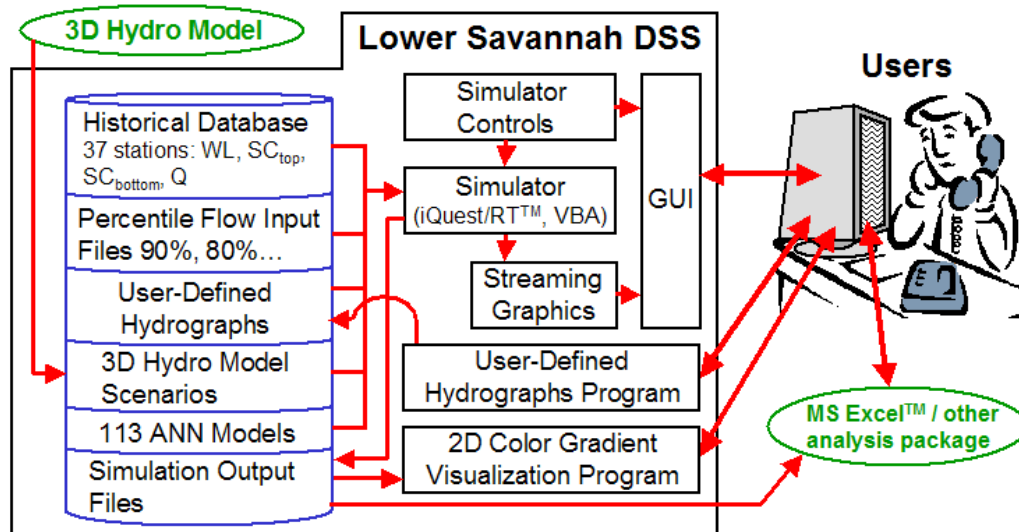 3D Hydro Model
Lower Savannah DSS
Users
Historical Database
37 stations: WL, SCtop,
SCbottom, Q
Percentile Flow Input
Files 90%, 80%...
User-Defined
Hydrographs
3D Hydro Model
Scenarios
113 ANN Models
Simulation Output
Files
Simulator
Controls
Simulator
(iQuest/RT™, VBA)
Streaming
Graphics
GUI
User-Defined
Hydrographs Program
2D Color Gradient
Visualization Program
MS Excel™ / other
analysis package